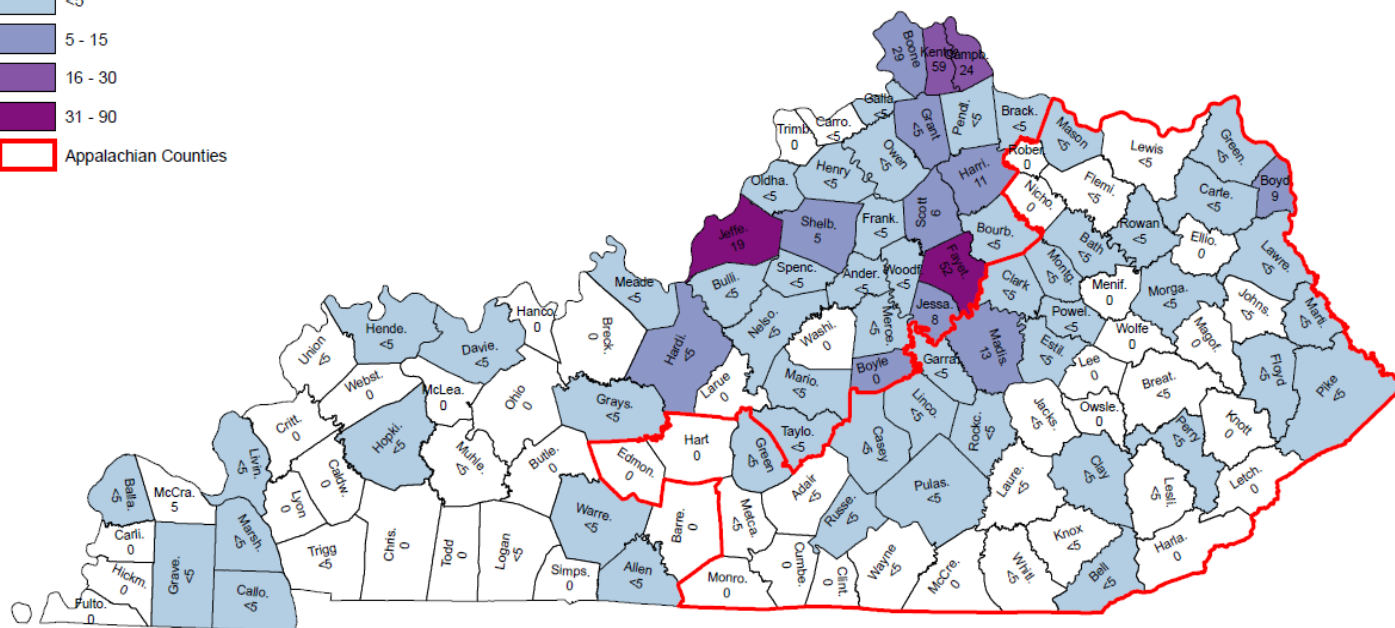 <5
5 - 15
16 - 30
31 - 90
Appalachian Counties
Boone
29
59
24
Galla.
<5
Carro.
<5
Trimb.
0
Grant
<5
Pendl.
<5
Brack.
<5
Mason
<5
Lewis
<5
Green.
<5
Boyd
9
Owen
<5
Henry
<5
Oldha.
<5
Harri.
11
Rober.
0
Nicho.
0
Flemi.
<5
Carte.
<5
Jeffe.
19
Shelb.
5
Frank.
<5
Scott
6
Bourb.
<5
Bath
<5
Rowan
<5
Ellio.
0
Lawre.
<5
Meade
<5
Bulli.
<5
Spenc.
<5
Ander.
<5
Woodf.
<5
Fayet.
52
Clark
<5
Montg.
<5
Menif.
0
Morga.
<5
Johns.
<5
Marti.
<5
Hanco.
0
Breck.
0
Hardi.
<5
Nelso.
<5
Washi.
0
Merce.
<5
Jessa.
8
Madis.
13
Estil.
<5
Powel.
<5
Wolfe
0
Magof.
0
Floyd
<5
Pike
<5
Union
<5
Hende.
<5
Davie.
<5
Webst.
0
McLea.
0
Ohio
0
Grays.
<5
Larue
0
Mario.
<5
Boyle
0
Garra.
<5
Lee
0
Breat.
<5
Knott
0
Critt.
0
Hopki.
<5
Muhle.
<5
Butle.
0
Edmon.
0
Hart
0
Green
<5
Taylo.
<5
Casey
<5
Linco.
<5
Rockc.
<5
Jacks.
<5
Owsle.
0
Perry
<5
Livin.
<5
Balla.
<5
McCra.
5
Lyon
0
Caldw.
0
Warre.
<5
Barre.
0
Metca.
<5
Adair
<5
Russe.
<5
Pulas.
<5
Laure.
<5
Clay
<5
Lesli.
<5
Letch.
0
Carli.
0
Marsh.
<5
Trigg
<5
Chris.
0
Todd
0
Logan
<5
Simps.
0
Allen
<5
Monro.
0
Cumbe.
0
Clint.
0
Wayne
<5
McCre.
0
Whitl.
<5
Knox
<5
Bell
<5
Harla.
0
Hickm.
0
Fulto.
0
Grave.
<5
Callo.
<5